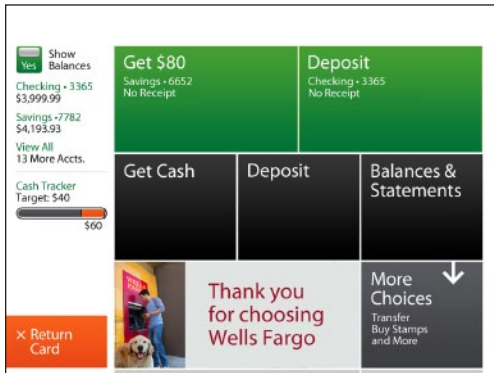 Show
Yes Balances
Checking • 3365
$3,999.99
Savings •7782
$4,193.93
View All
13 More Accts.
Cash Tracker
Target: $40
$60
× Return
Card
Get $80
Savings • 6652
No Receipt
Deposit
Checking • 3365
No Receipt
Get Cash
Deposit
Balances &
Statements
Thank you
for choosing
Wells Fargo
More
Choices
Transfer
Buy Stamps
and More